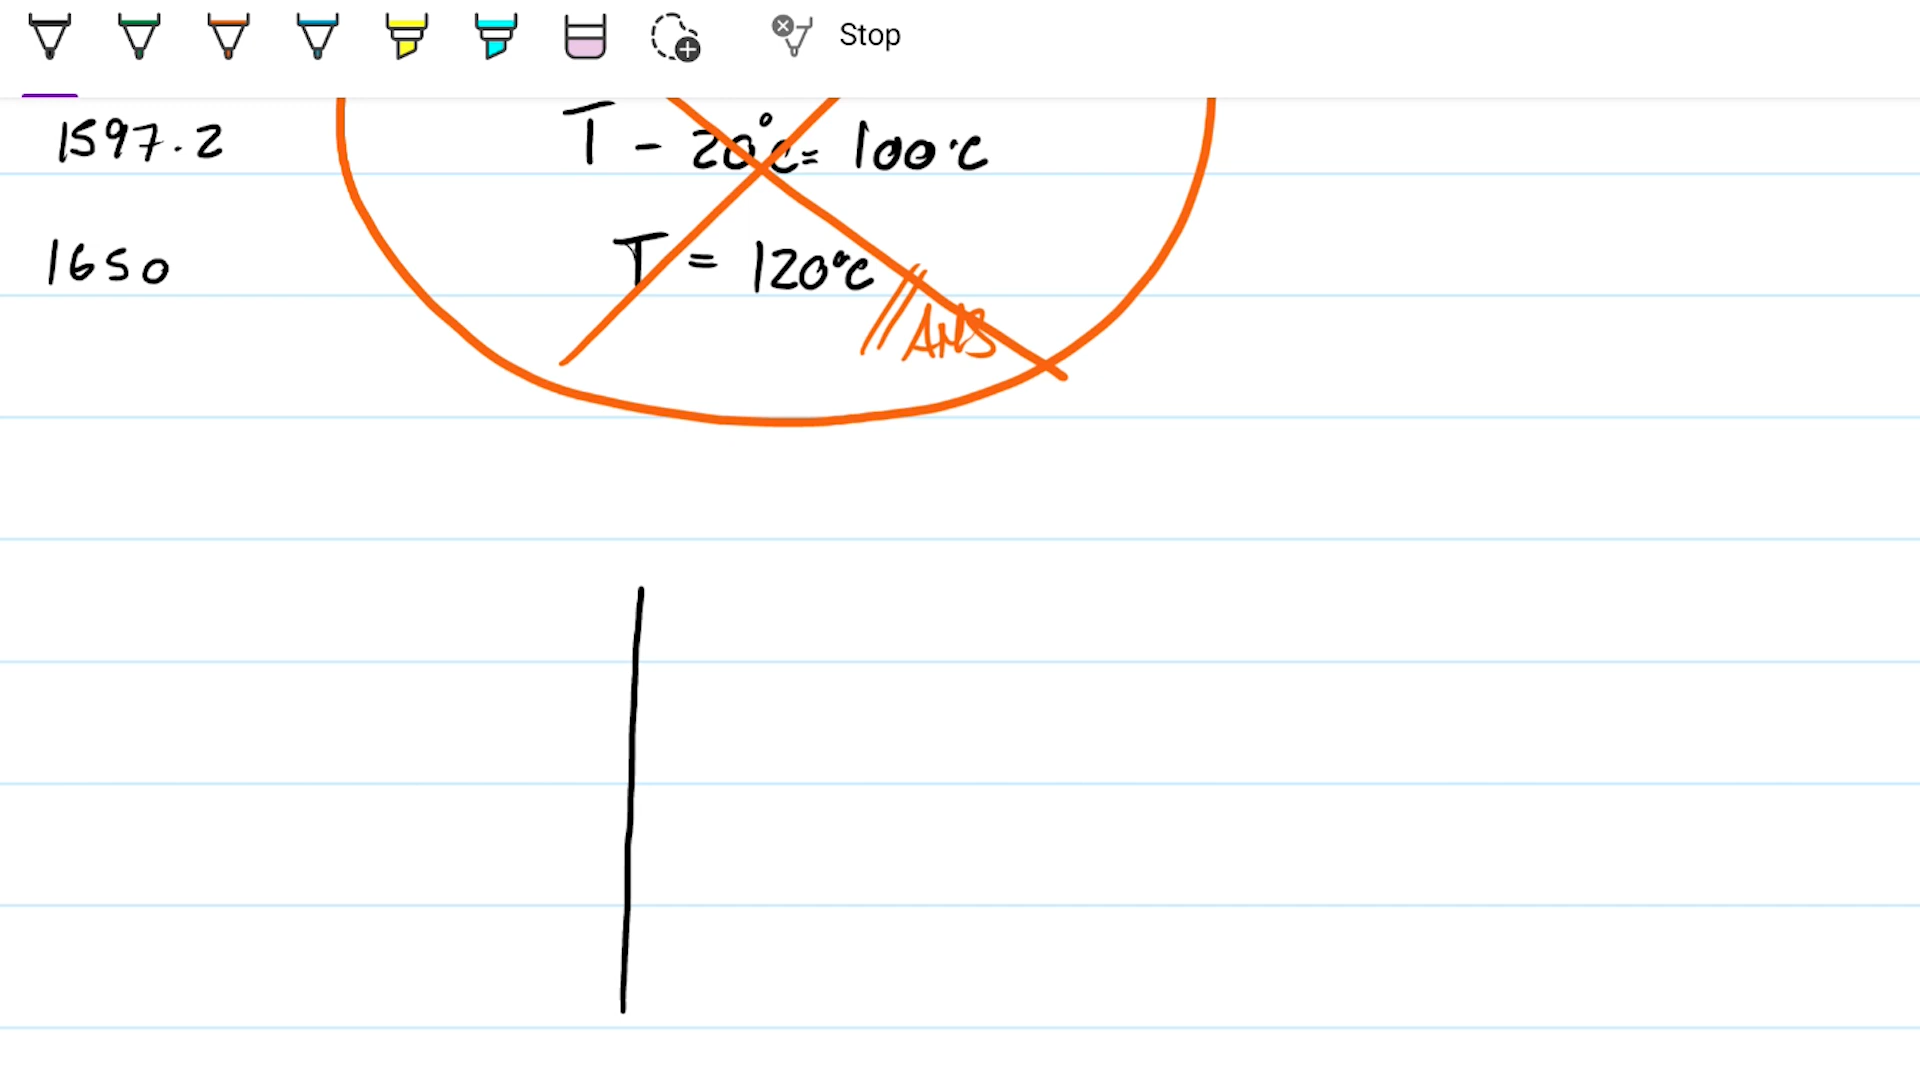 Stop
1597.2
T - 20°C = 100°C
1650
T = 120°C
ANS